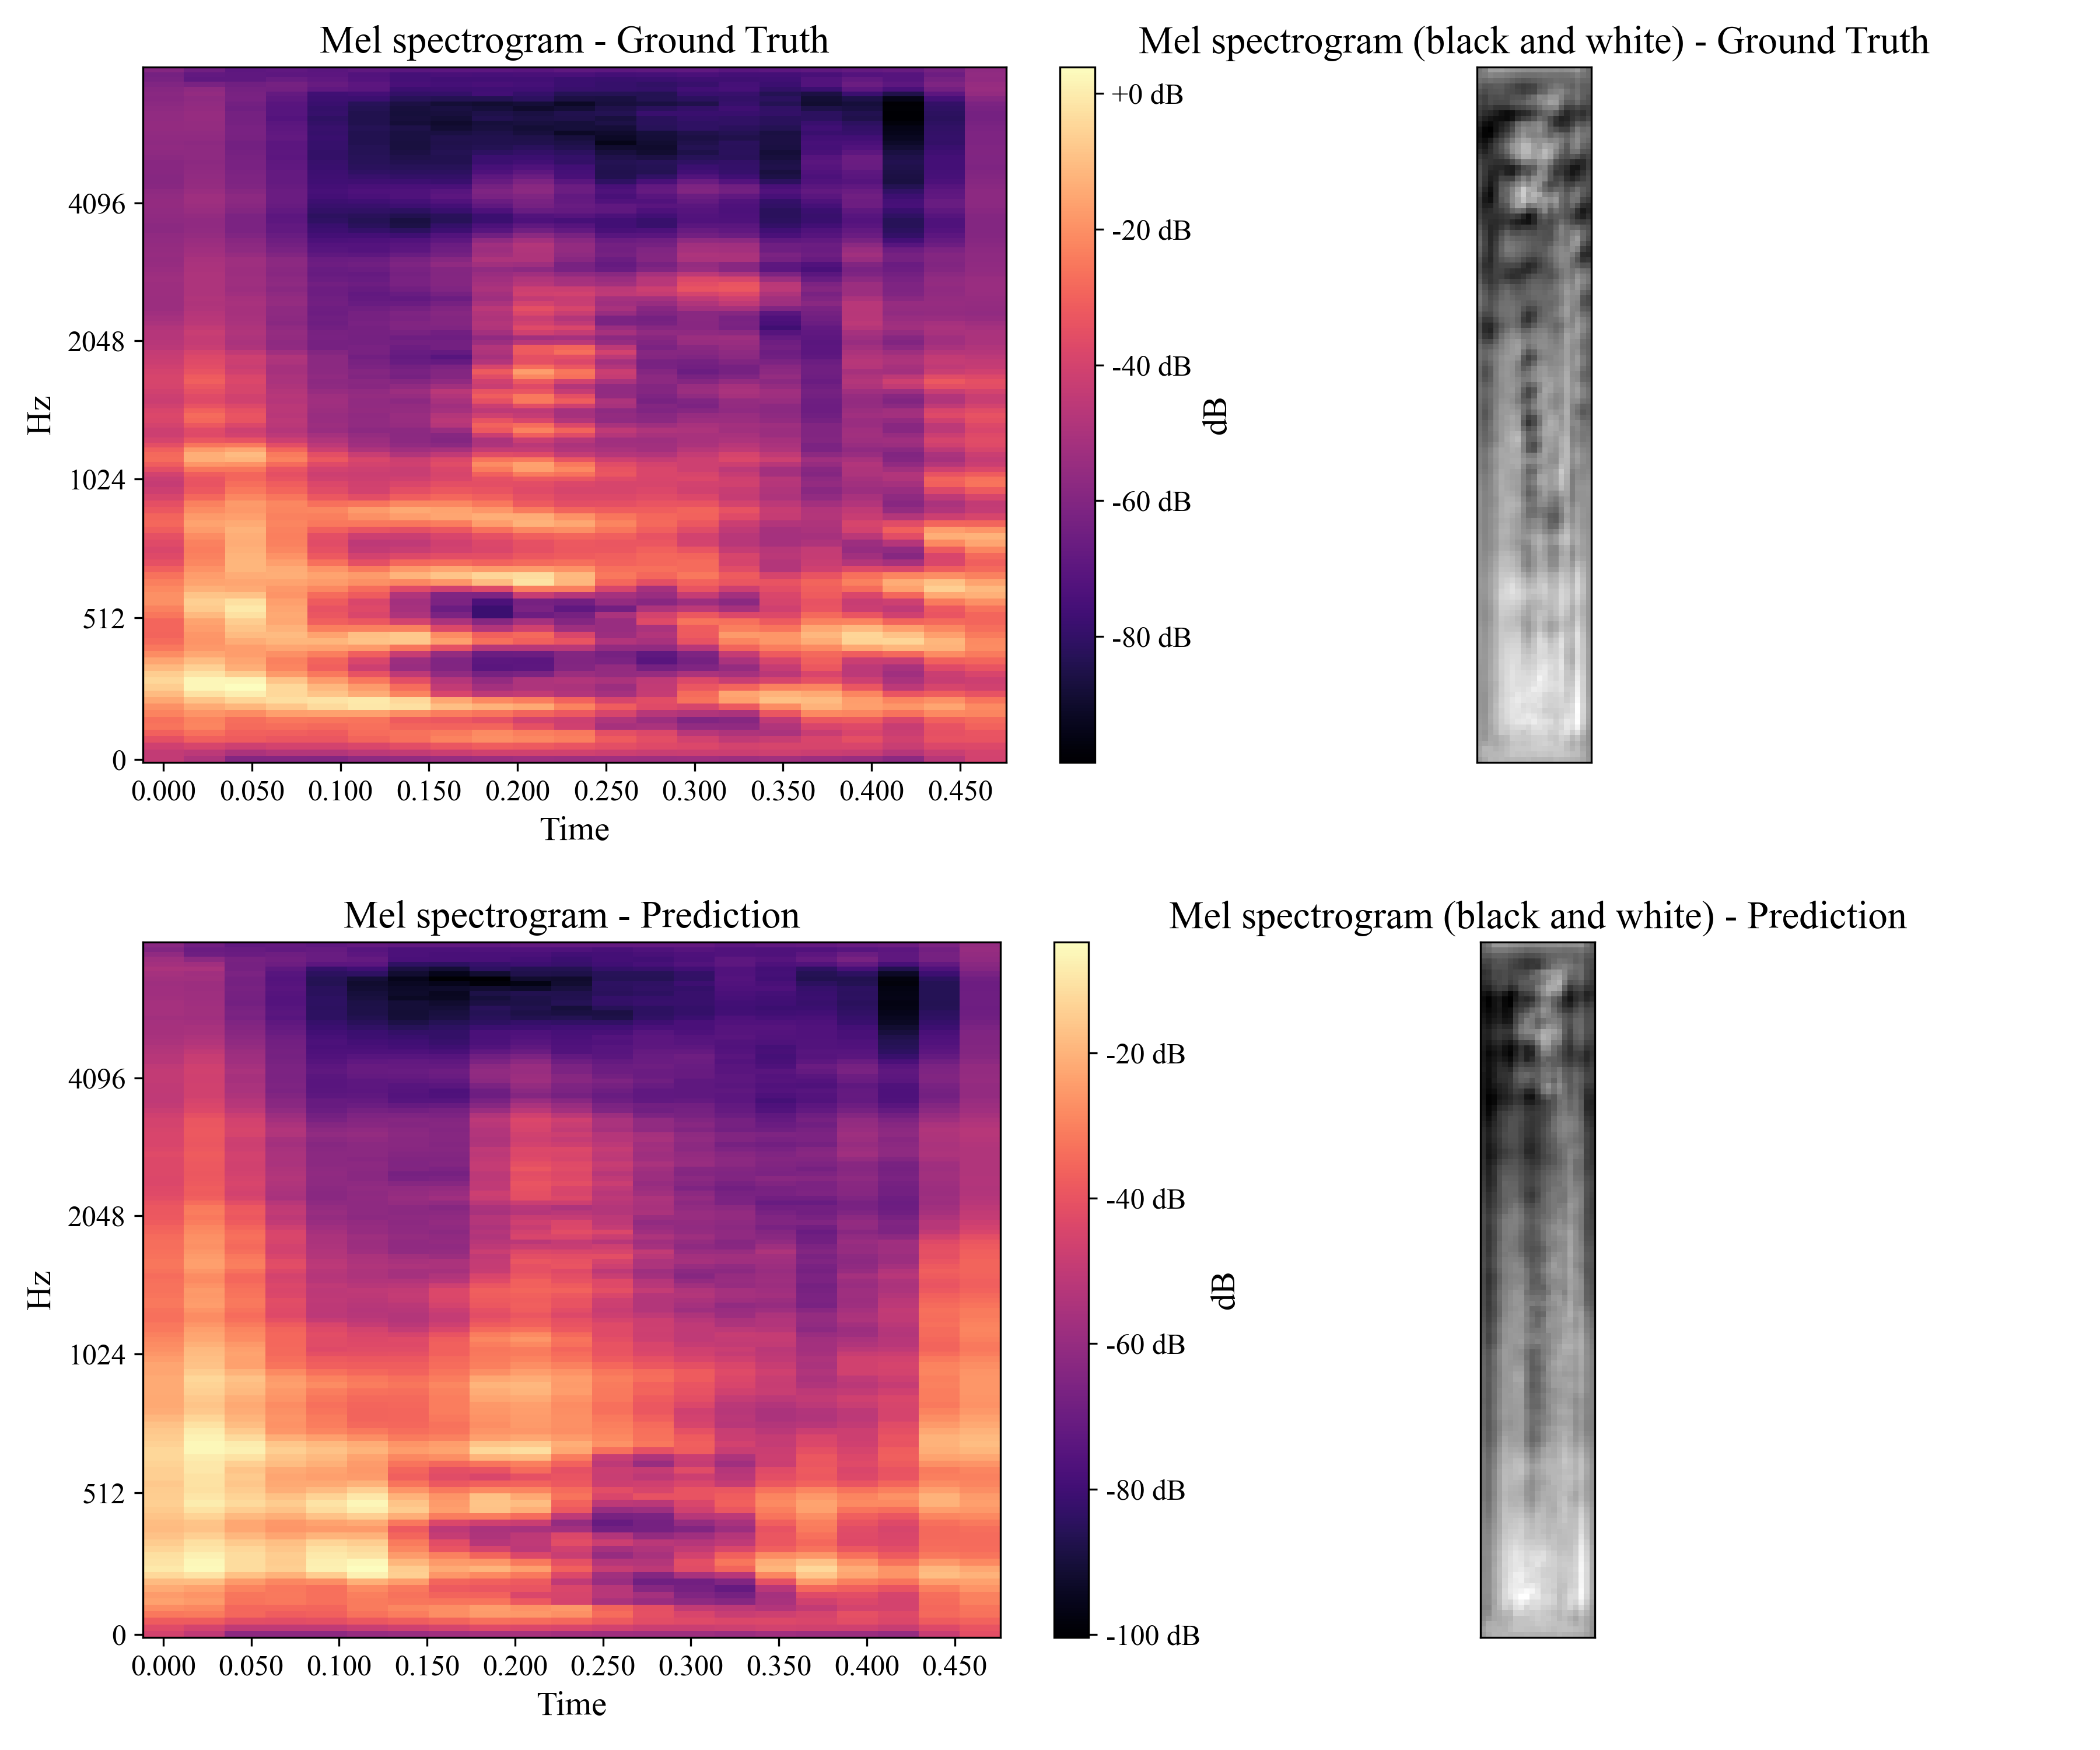 Mel spectrogram - Ground Truth
Hz
4096
2048
1024
512
0
0.000 0.050 0.100 0.150 0.200 0.250 0.300 0.350 0.400 0.450
Time
+0 dB
-20 dB
-40 dB
-60 dB
-80 dB
dB
Mel spectrogram (black and white) - Ground Truth
Mel spectrogram - Prediction
Hz
4096
2048
1024
512
0
0.000 0.050 0.100 0.150 0.200 0.250 0.300 0.350 0.400 0.450
Time
-20 dB
-40 dB
-60 dB
-80 dB
-100 dB
dB
Mel spectrogram (black and white) - Prediction